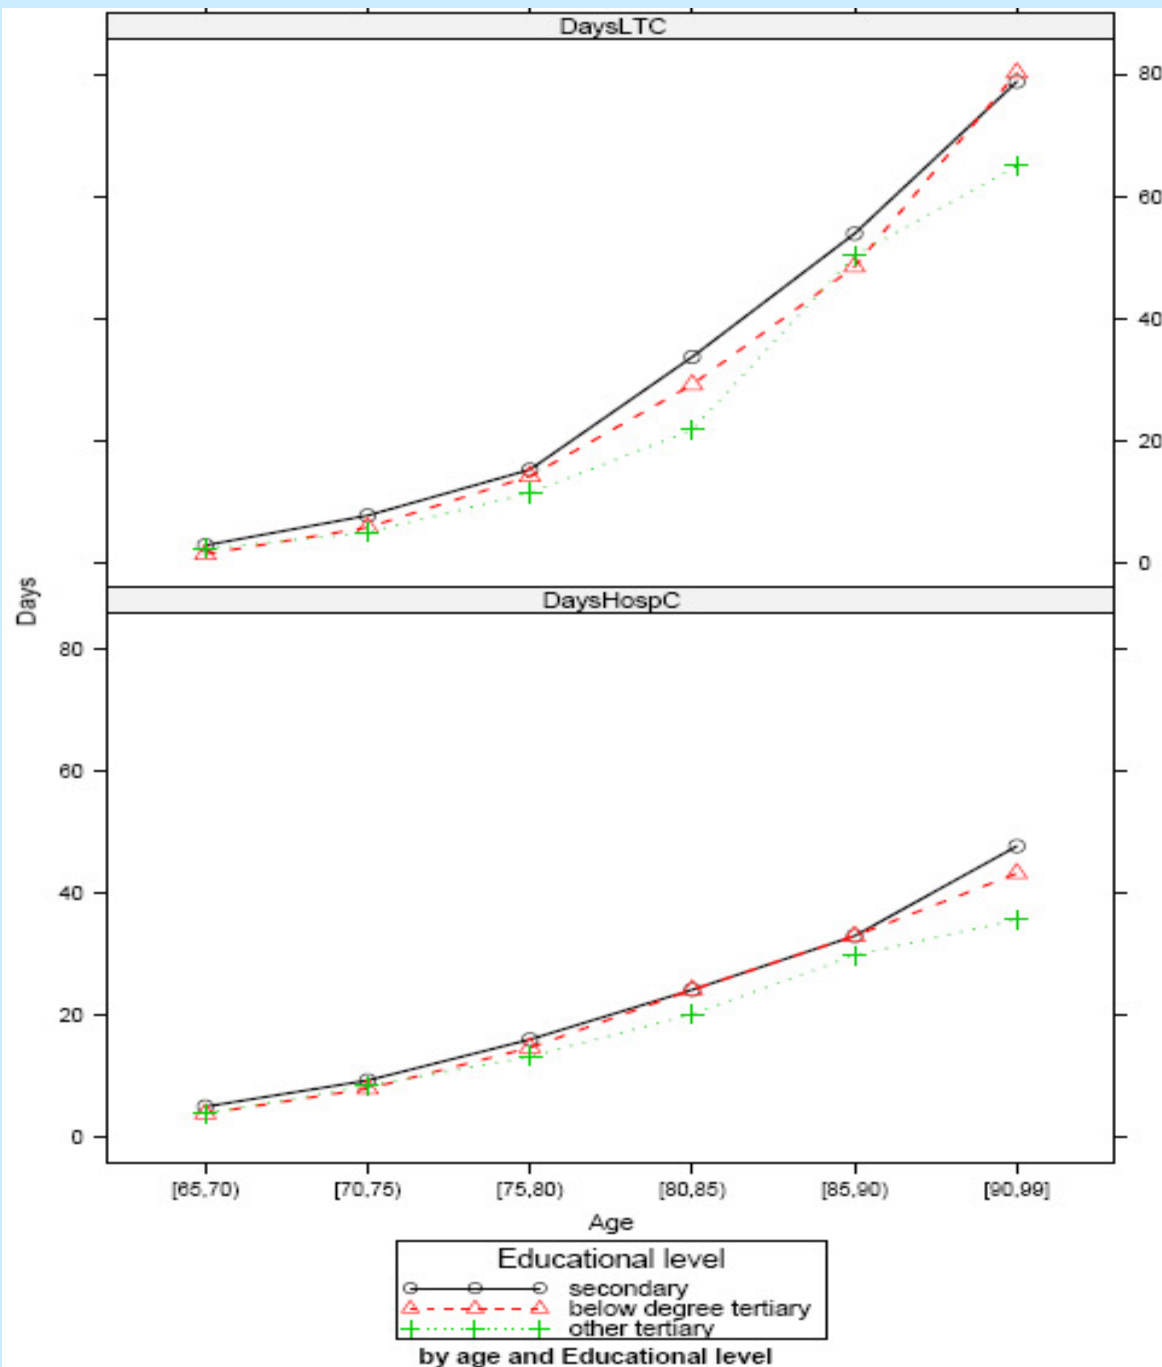 DaysLTC
80
60
40
20
0
Days
DaysHospC
80
60
40
20
0
[65,70) [70,75) [75,80) [80,85) [85,90) [90,99]
Age
Educational level
secondary
below degree tertiary
other tertiary
by age and Educational level